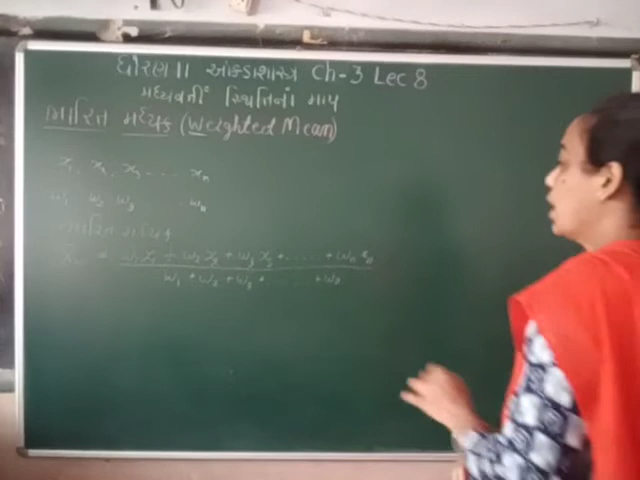 ધોરણ 11 આંકડાશાસ્ત્ર Ch-3 Lec 8
મધ્યવર્તી સ્થિતિનાં માપ
ભારિત મધ્યક (Weighted Mean)
x₁, x₂, x₃ ..... xₙ
w₁ w₂ w₃ ..... wₙ
ભારિત મધ્યક
x̄w = w₁x₁ + w₂x₂ + w₃x₃ + ...... + wₙxₙ
w₁ + w₂ + w₃ + ...... + wₙ